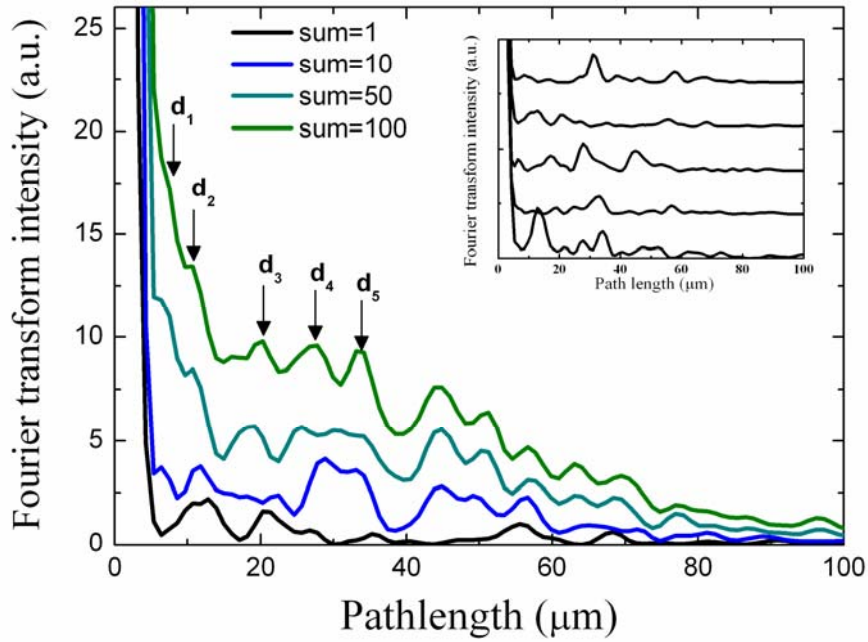 Fourier transform intensity (a.u.)
25
20
15
10
5
0
0
20
40
60
80
100
Pathlength (μm)
sum=1
sum=10
sum=50
sum=100
d1
d2
d3
d4
d5
Fourier transform intensity (a.u.)
0
20
40
60
80
100
Path length (μm)